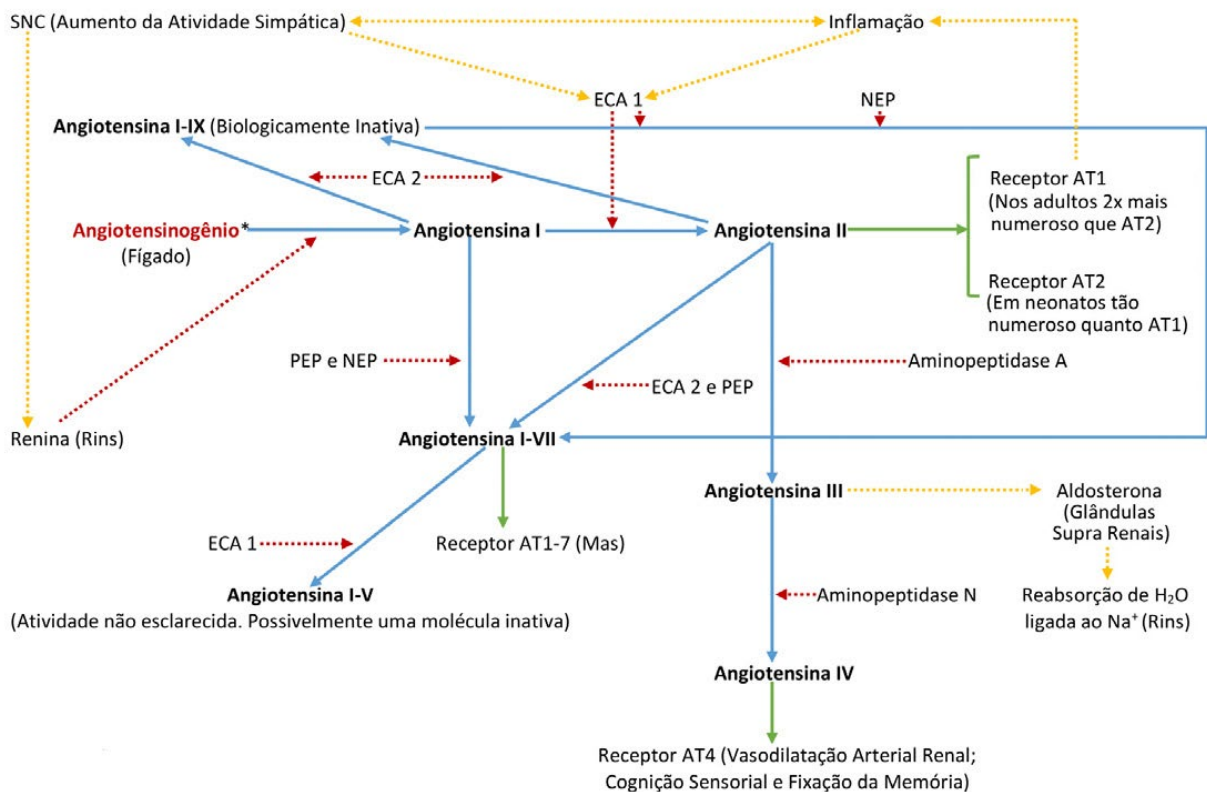 SNC (Aumento da Atividade Simpática)
Inflamação
ECA 1
NEP
Angiotensina I-IX (Biologicamente Inativa)
ECA 2
Receptor AT1
(Nos adultos 2x mais
numeroso que AT2)
Angiotensinogênio*
(Fígado)
Angiotensina I
Angiotensina II
Receptor AT2
(Em neonatos tão
numeroso quanto AT1)
PEP e NEP
ECA 2 e PEP
Aminopeptidase A
Renina (Rins)
Angiotensina I-VII
Angiotensina III
Aldosterona
(Glândulas
Supra Renais)
ECA 1
Receptor AT1-7 (Mas)
Angiotensina I-V
(Atividade não esclarecida. Possivelmente uma molécula inativa)
Aminopeptidase N
Reabsorção de H₂O
ligada ao Na⁺ (Rins)
Angiotensina IV
Receptor AT4 (Vasodilatação Arterial Renal;
Cognição Sensorial e Fixação da Memória)